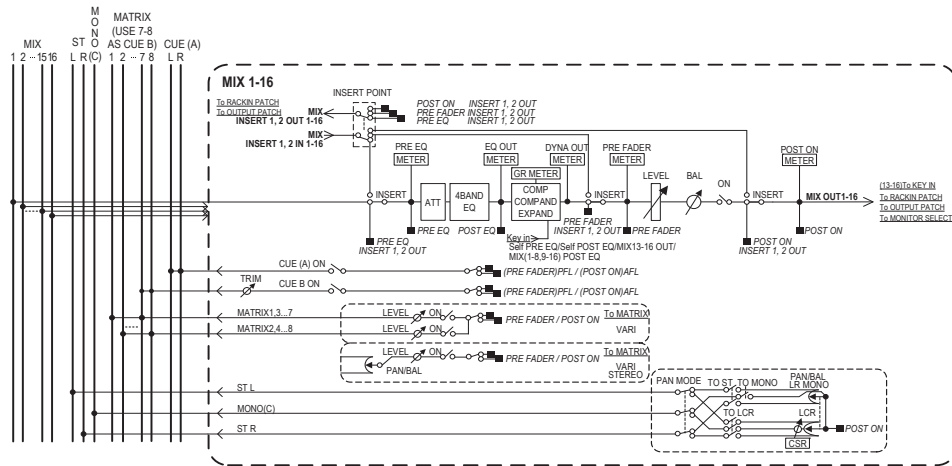 MONO(C)
MATRIX
(USE 7-8
AS CUE B)
MIX
ST
CUE (A)
1 2 ··· 15 16
L R
1 2 ··· 7 8
L R
MIX 1-16
INSERT POINT
To RACKIN PATCH
To OUTPUT PATCH
MIX
INSERT 1, 2 OUT 1-16
POST ON INSERT 1, 2 OUT
PRE FADER INSERT 1, 2 OUT
PRE EQ INSERT 1, 2 OUT
MIX
INSERT 1, 2 IN 1-16
PRE EQ
METER
EQ OUT
METER
DYNA OUT
METER
PRE FADER
METER
POST ON
METER
GR METER
LEVEL
BAL
ON
INSERT
ATT
4BAND
EQ
COMP
COMPAND
EXPAND
INSERT
INSERT
MIX OUT1-16
(13-16)To KEY IN
To RACKIN PATCH
To OUTPUT PATCH
To MONITOR SELECT
PRE EQ
POST EQ
PRE FADER
INSERT 1, 2 OUT
PRE FADER
POST ON
PRE EQ
INSERT 1, 2 OUT
POST ON
INSERT 1, 2 OUT
Key in
Self PRE EQ/Self POST EQ/MIX13-16 OUT/
MIX(1-8,9-16) POST EQ
CUE (A) ON
(PRE FADER)PFL / (POST ON)AFL
TRIM
CUE B ON
(PRE FADER)PFL / (POST ON)AFL
MATRIX1,3...7
LEVEL
ON
PRE FADER / POST ON
To MATRIX
MATRIX2,4...8
LEVEL
ON
VARI
LEVEL
ON
PRE FADER / POST ON
To MATRIX
PAN/BAL
VARI
STEREO
ST L
MONO(C)
ST R
PAN MODE
TO ST
TO MONO
PAN/BAL
LR MONO
TO LCR
LCR
CSR
POST ON